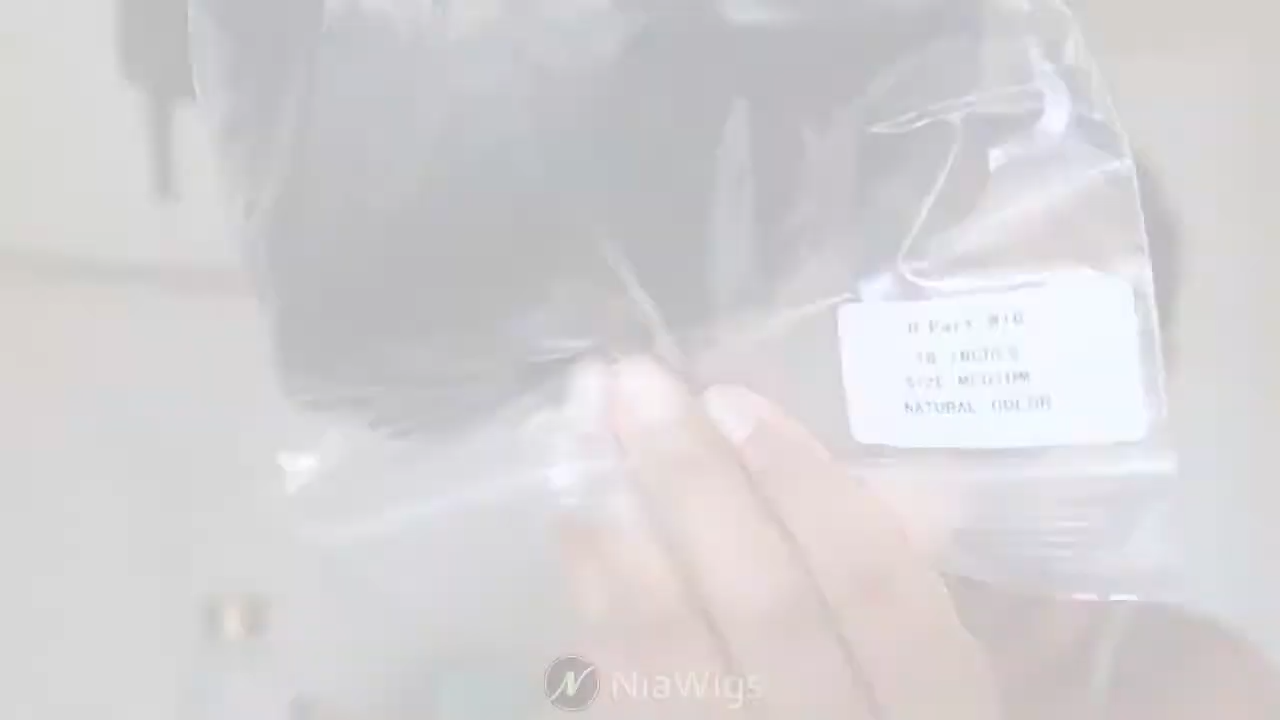 U Part Wig
18 INCHES
SIZE MEDIUM
NATURAL COLOR
NiaWigs